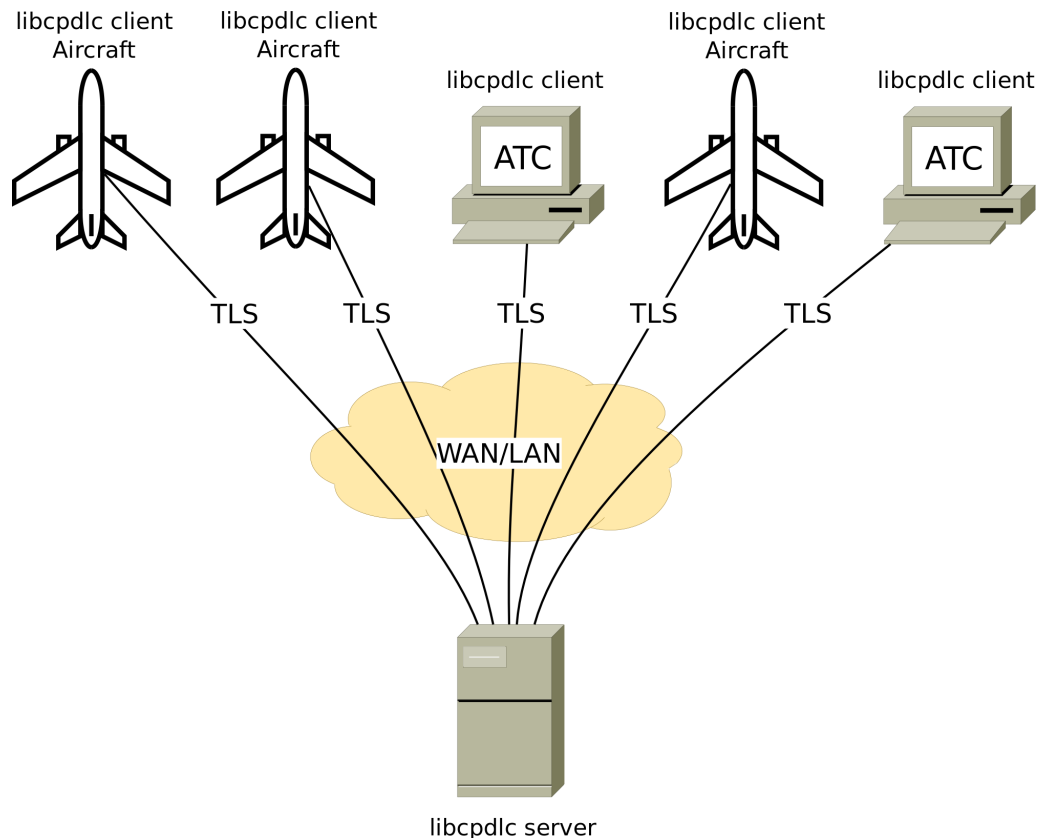 libcpdlc client
Aircraft
libcpdlc client
Aircraft
libcpdlc client
ATC
libcpdlc client
Aircraft
libcpdlc client
ATC
TLS
TLS
TLS
TLS
TLS
WAN/LAN
libcpdlc server